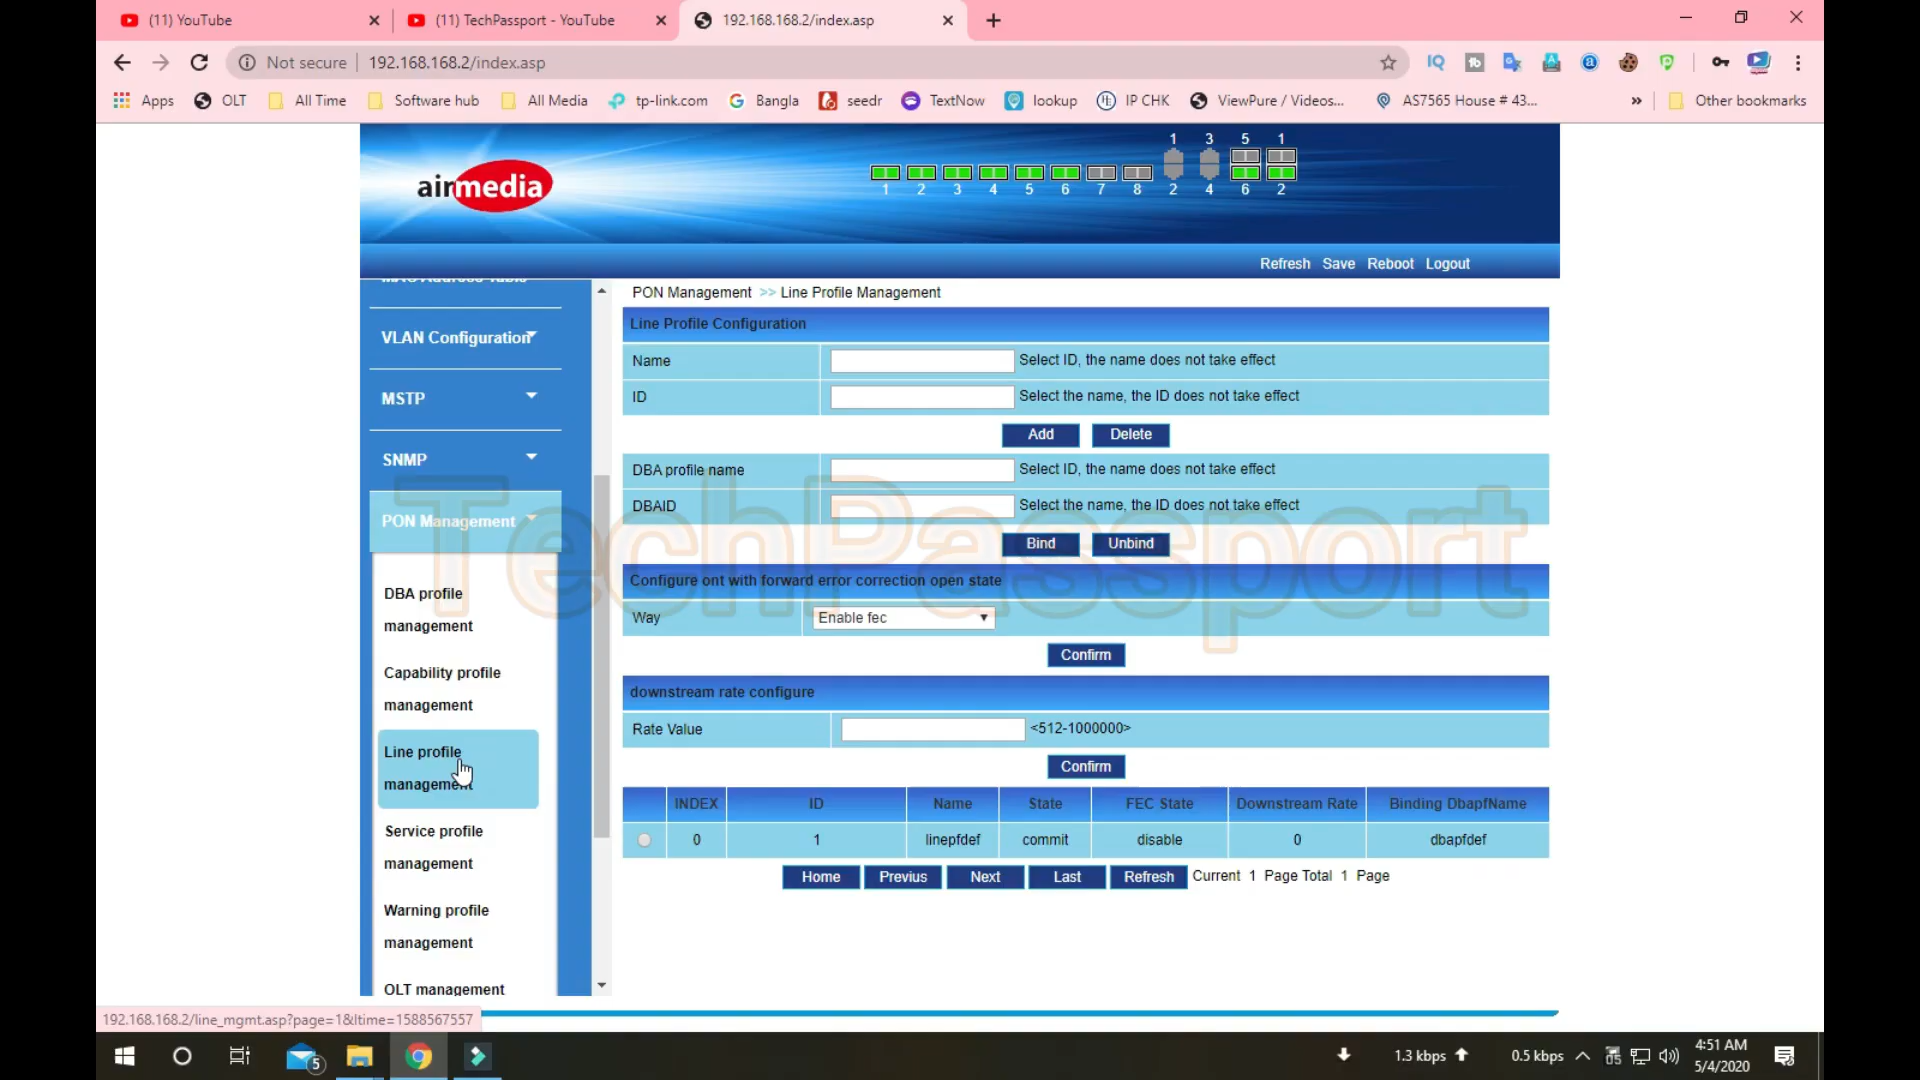 (11) YouTube
(11) TechPassport - YouTube
192.168.168.2/index.asp
Not secure
192.168.168.2/index.asp
Apps
OLT
All Time
Software hub
All Media
tp-link.com
Bangla
seedr
TextNow
lookup
IP CHK
ViewPure / Videos...
AS7565 House # 43...
»
Other bookmarks
airmedia
1 3 5 1
1 2 3 4 5 6 7 8 2 4 6 2
Refresh Save Reboot Logout
VLAN Configuration
MSTP
SNMP
PON Management
DBA profile
management
Capability profile
management
Line profile
management
Service profile
management
Warning profile
management
OLT management
PON Management >> Line Profile Management
Line Profile Configuration
Name Select ID, the name does not take effect
ID Select the name, the ID does not take effect
Add Delete
DBA profile name Select ID, the name does not take effect
DBAID Select the name, the ID does not take effect
Bind Unbind
TechPassport
Configure ont with forward error correction open state
Way Enable fec
Confirm
downstream rate configure
Rate Value <512-1000000>
Confirm
INDEX ID Name State FEC State Downstream Rate Binding DbapfName
0 1 linepfdef commit disable 0 dbapfdef
Home Previus Next Last Refresh Current 1 Page Total 1 Page
192.168.168.2/line_mgmt.asp?page=1&ltime=1588567557
5
1.3 kbps
0.5 kbps
4:51 AM
5/4/2020